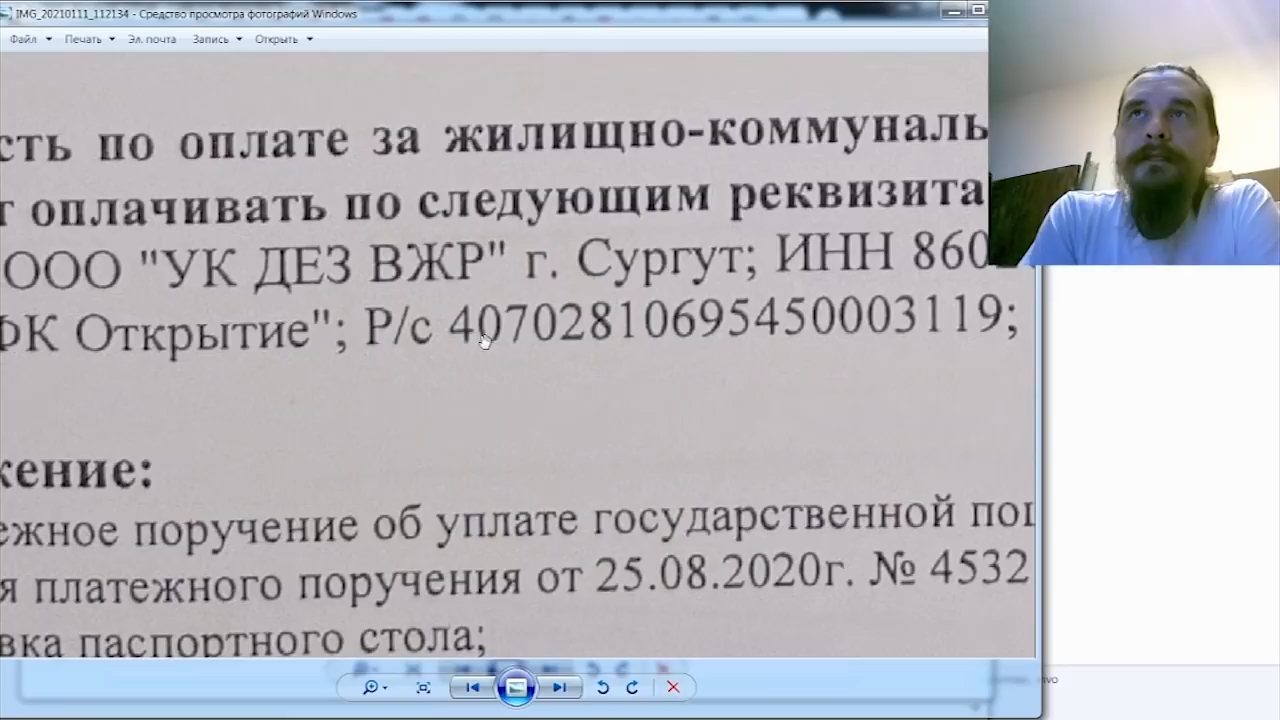 IMG_20210111_112134 - Средство просмотра фотографий Windows
Файл Печать Эл. почта Запись Открыть
сть по оплате за жилищно-коммуналь
т оплачивать по следующим реквизита
ООО "УК ДЕЗ ВЖР" г. Сургут; ИНН 860
ФК Открытие"; Р/с 40702810695450003119;
жение:
ежное поручение об уплате государственной пош
я платежного поручения от 25.08.2020г. № 4532
вка паспортного стола;